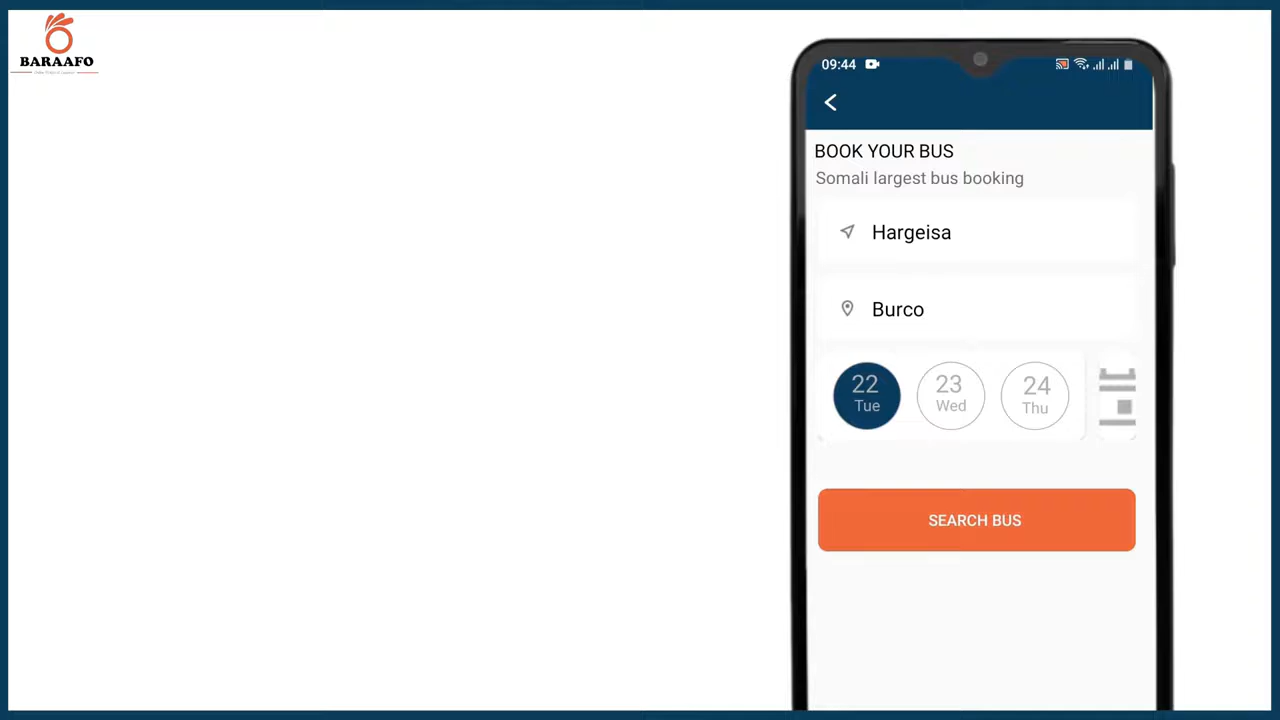 BARAAFO
09:44
BOOK YOUR BUS
Somali largest bus booking
Hargeisa
Burco
22 23 24
Tue Wed Thu
SEARCH BUS